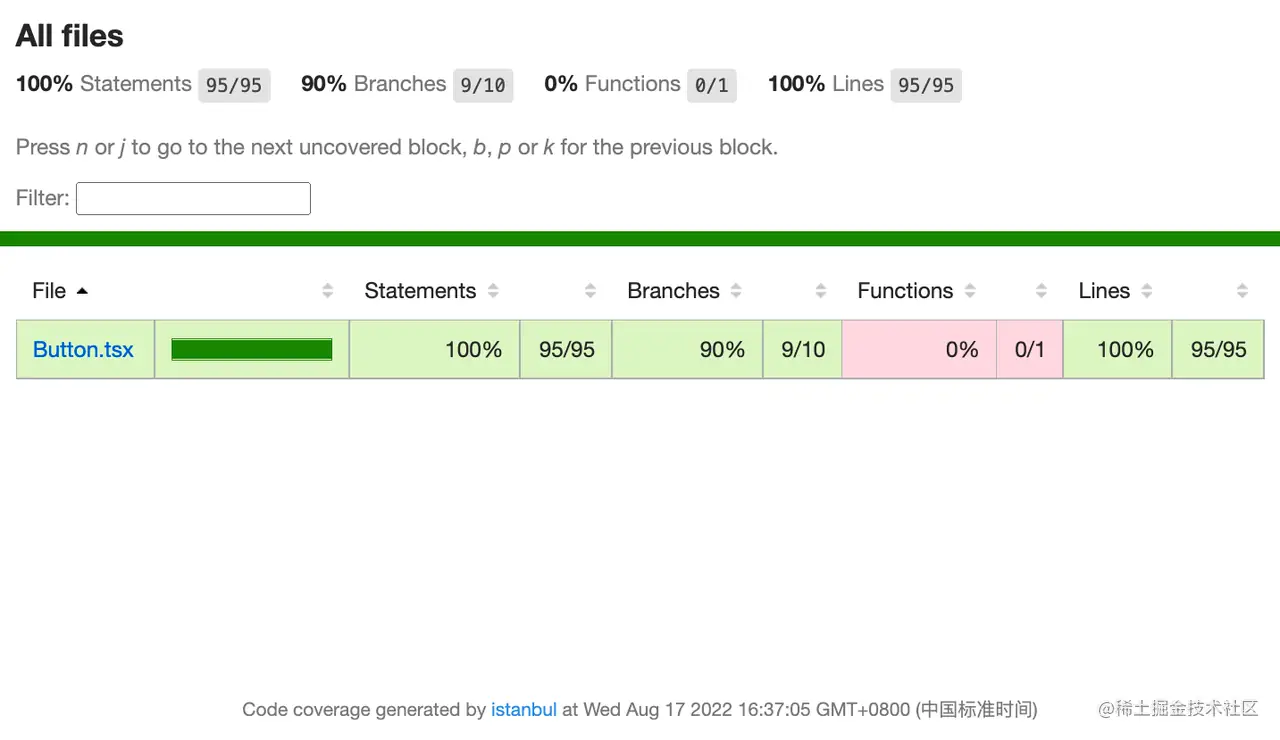 All files
100% Statements 95/95 90% Branches 9/10 0% Functions 0/1 100% Lines 95/95
Press n or j to go to the next uncovered block, b, p or k for the previous block.
Filter:
File Statements Branches Functions Lines
Button.tsx 100% 95/95 90% 9/10 0% 0/1 100% 95/95
Code coverage generated by istanbul at Wed Aug 17 2022 16:37:05 GMT+0800 (中国标准时间)
@稀土掘金技术社区